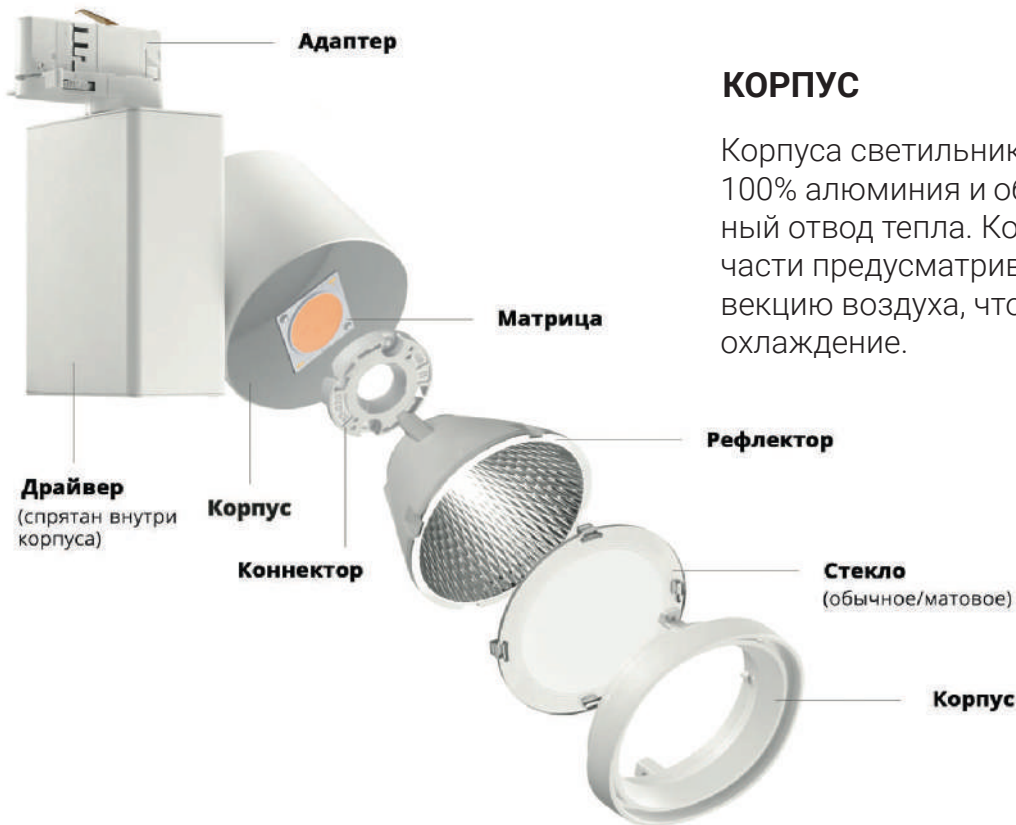 Адаптер
КОРПУС
Корпуса светильник
100% алюминия и об
ный отвод тепла. Ко
части предусматрив
векцию воздуха, что
охлаждение.
Матрица
Рефлектор
Драйвер
(спрятан внутри
корпуса)
Корпус
Коннектор
Стекло
(обычное/матовое)
Корпус